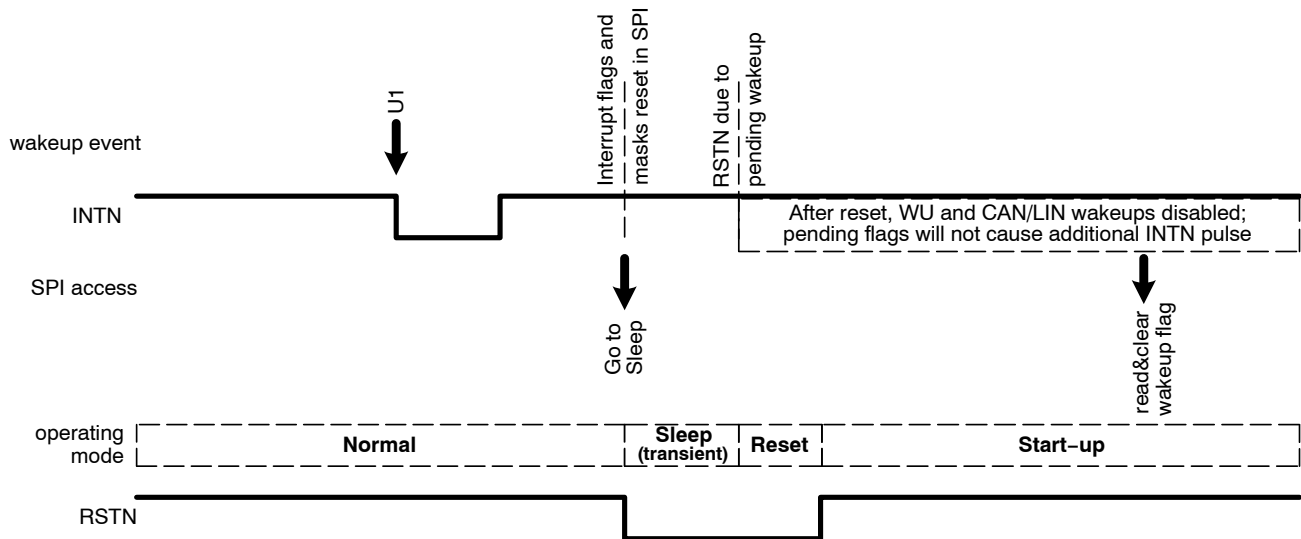 Interrupt flags and
masks reset in SPI
RSTN due to
pending wakeup
U1
wakeup event
INTN
After reset, WU and CAN/LIN wakeups disabled;
pending flags will not cause additional INTN pulse
SPI access
Go to
Sleep
read&clear
wakeup flag
operating
mode
Normal
Sleep
(transient)
Reset
Start−up
RSTN